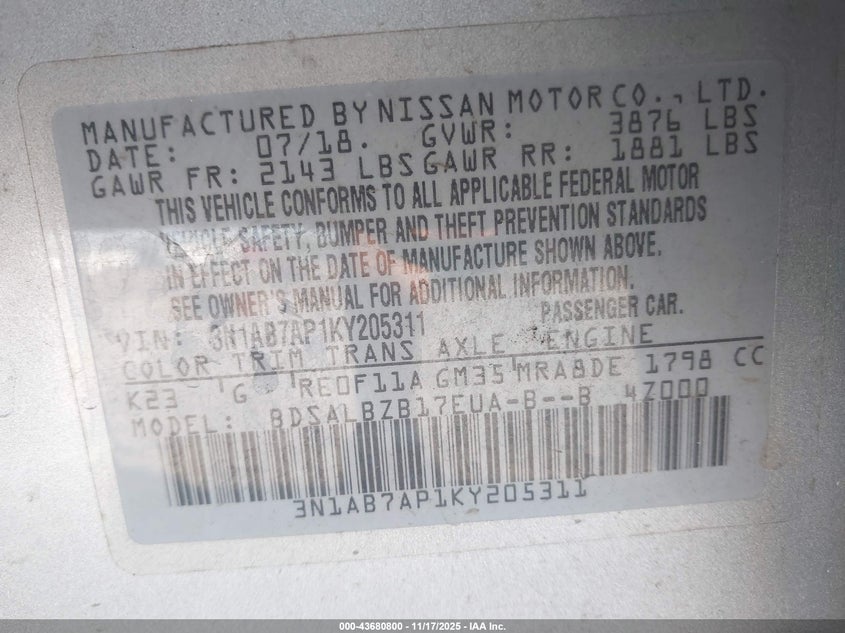 MANUFACTURED BY NISSAN MOTOR CO., LTD.
DATE: 07/18. GVWR: 3876 LBS
GAWR FR: 2143 LBS GAWR RR: 1881 LBS
THIS VEHICLE CONFORMS TO ALL APPLICABLE FEDERAL MOTOR
VEHICLE SAFETY, BUMPER AND THEFT PREVENTION STANDARDS
IN EFFECT ON THE DATE OF MANUFACTURE SHOWN ABOVE.
SEE OWNER'S MANUAL FOR ADDITIONAL INFORMATION.
VIN: 3N1AB7AP1KY205311 PASSENGER CAR.
COLOR TRIM TRANS AXLE ENGINE
K23 G RE0F11A GM35 MRA8DE 1798 CC
MODEL: BDSALBZB17EUA-B--B 4Z000
3N1AB7AP1KY205311
000-43680800 - 11/17/2025 - IAA Inc.